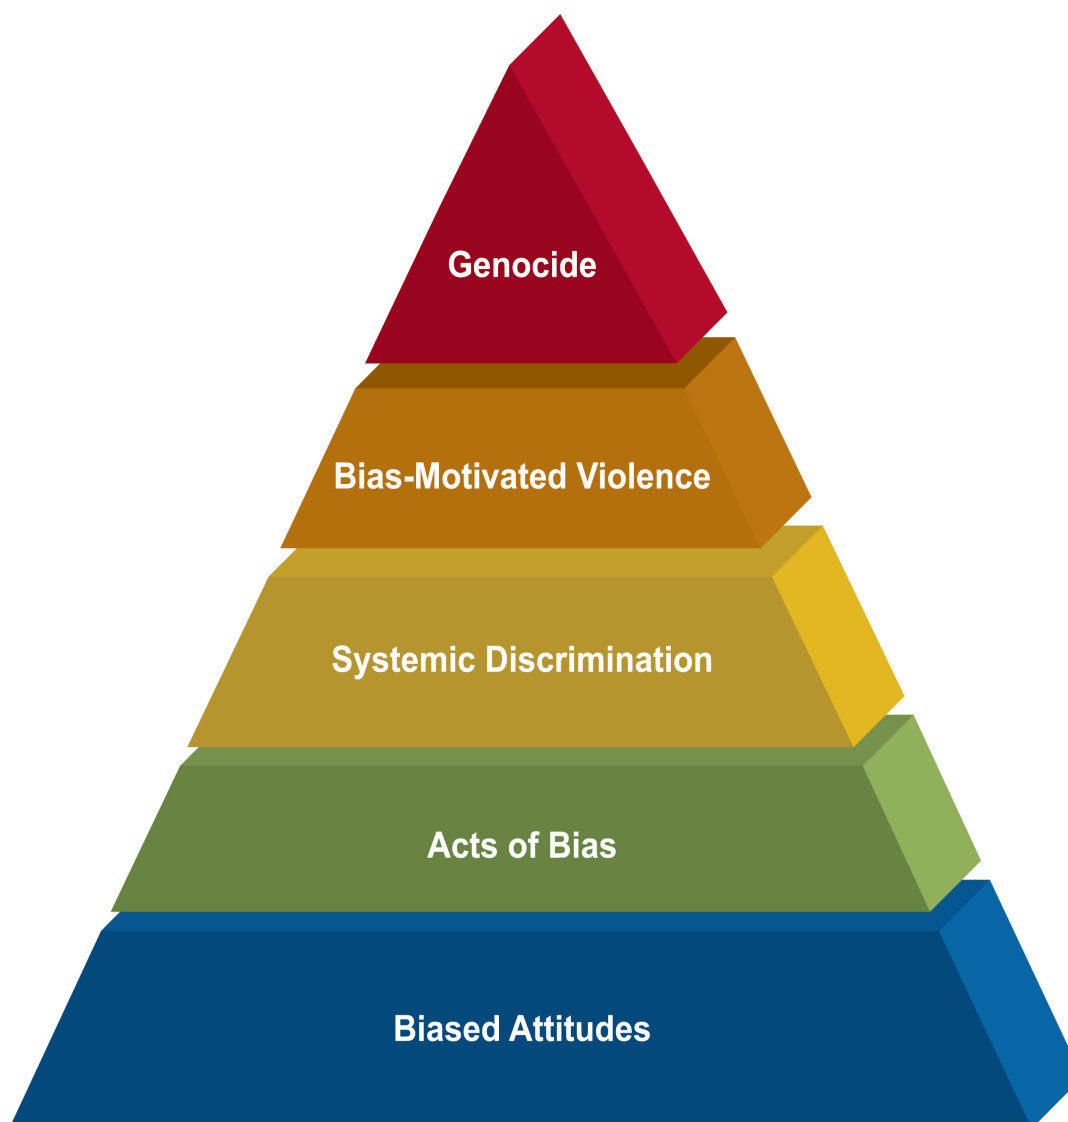 Genocide
Bias-Motivated Violence
Systemic Discrimination
Acts of Bias
Biased Attitudes